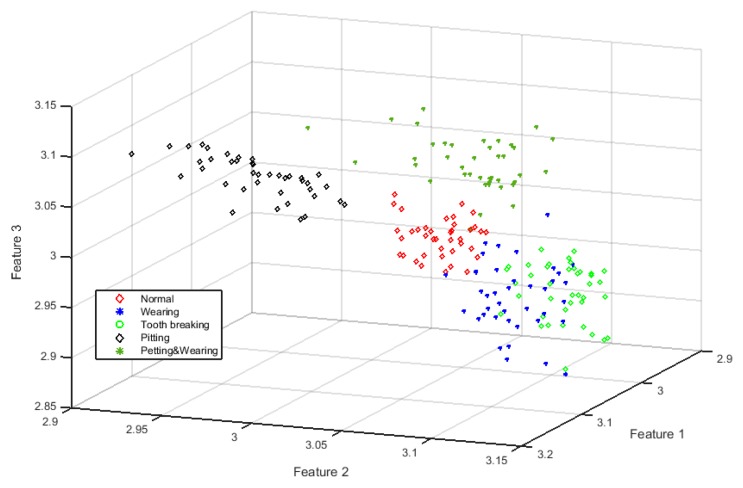 3.15
3.1
3.05
3
2.95
2.9
2.85
Feature 3
Normal
Wearing
Tooth breaking
Pitting
Petting&Wearing
2.9
2.95
3
3.05
3.1
3.15
Feature 2
3.2
3.1
3
2.9
Feature 1